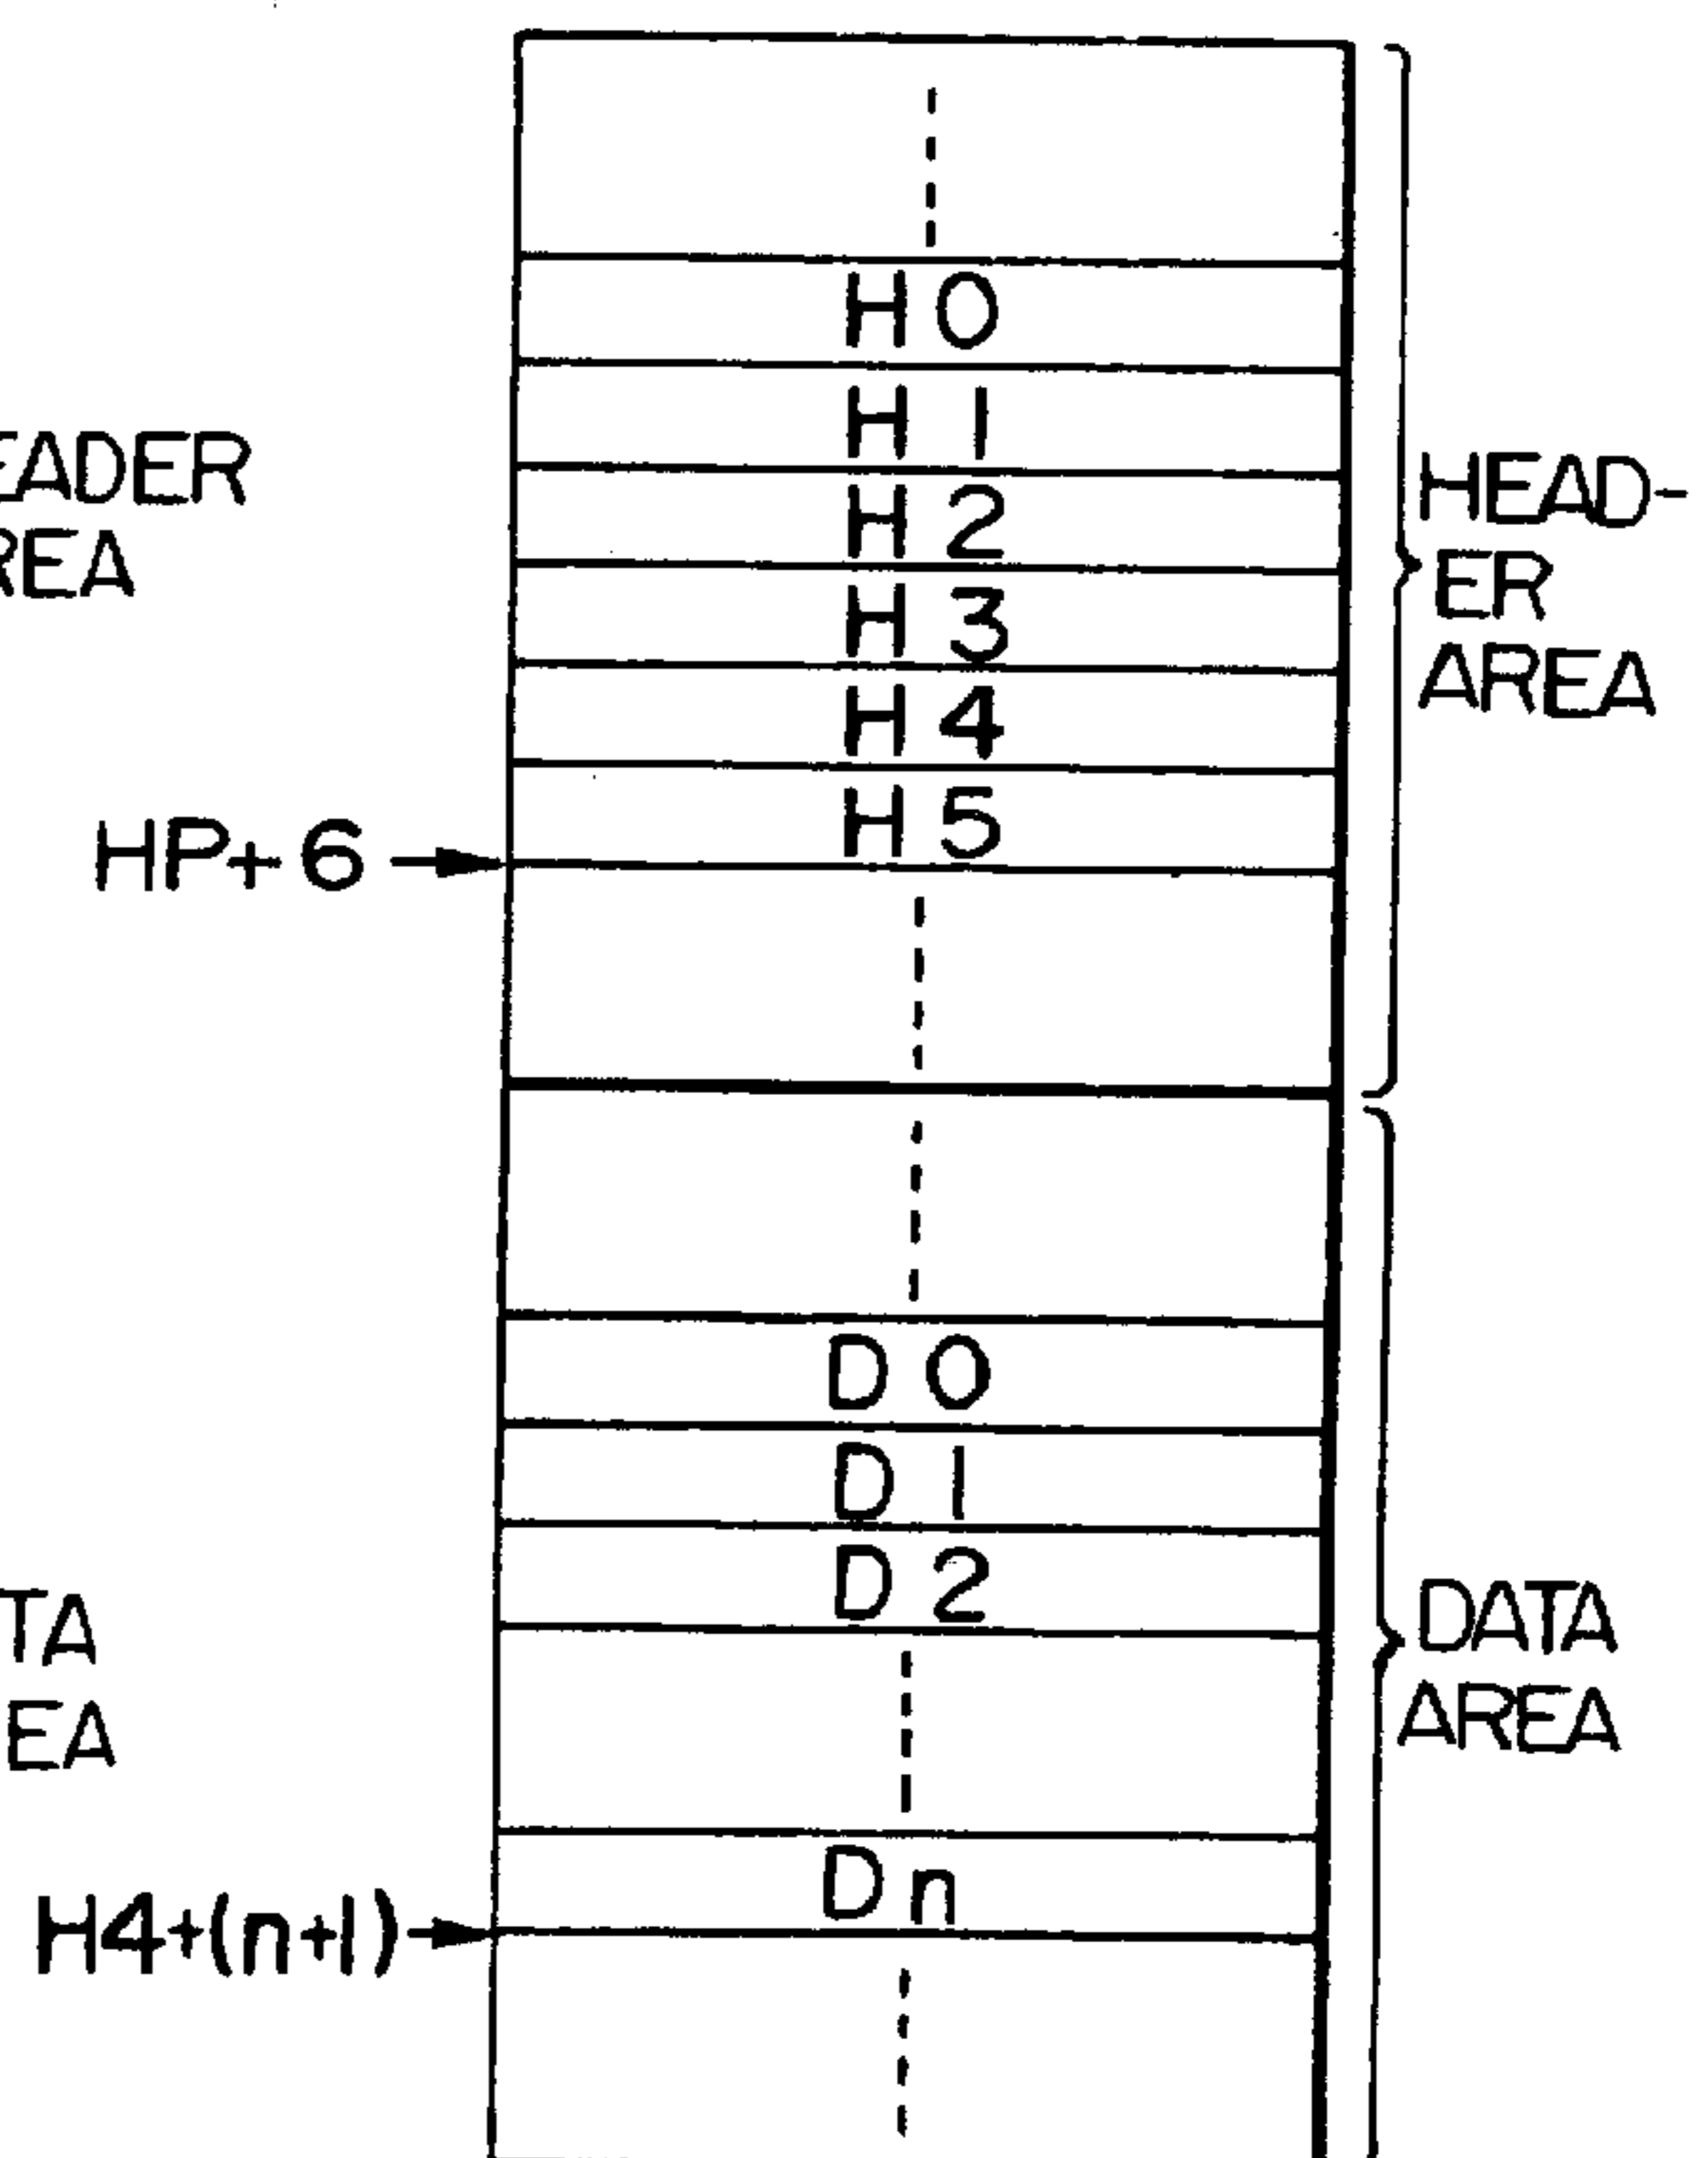 H0
H1
EADER
REA
H2
HEAD-
ER
AREA
H3
H4
H5
HP+6
D0
D1
D2
TA
EA
DATA
AREA
Dn
H4+(n+1)